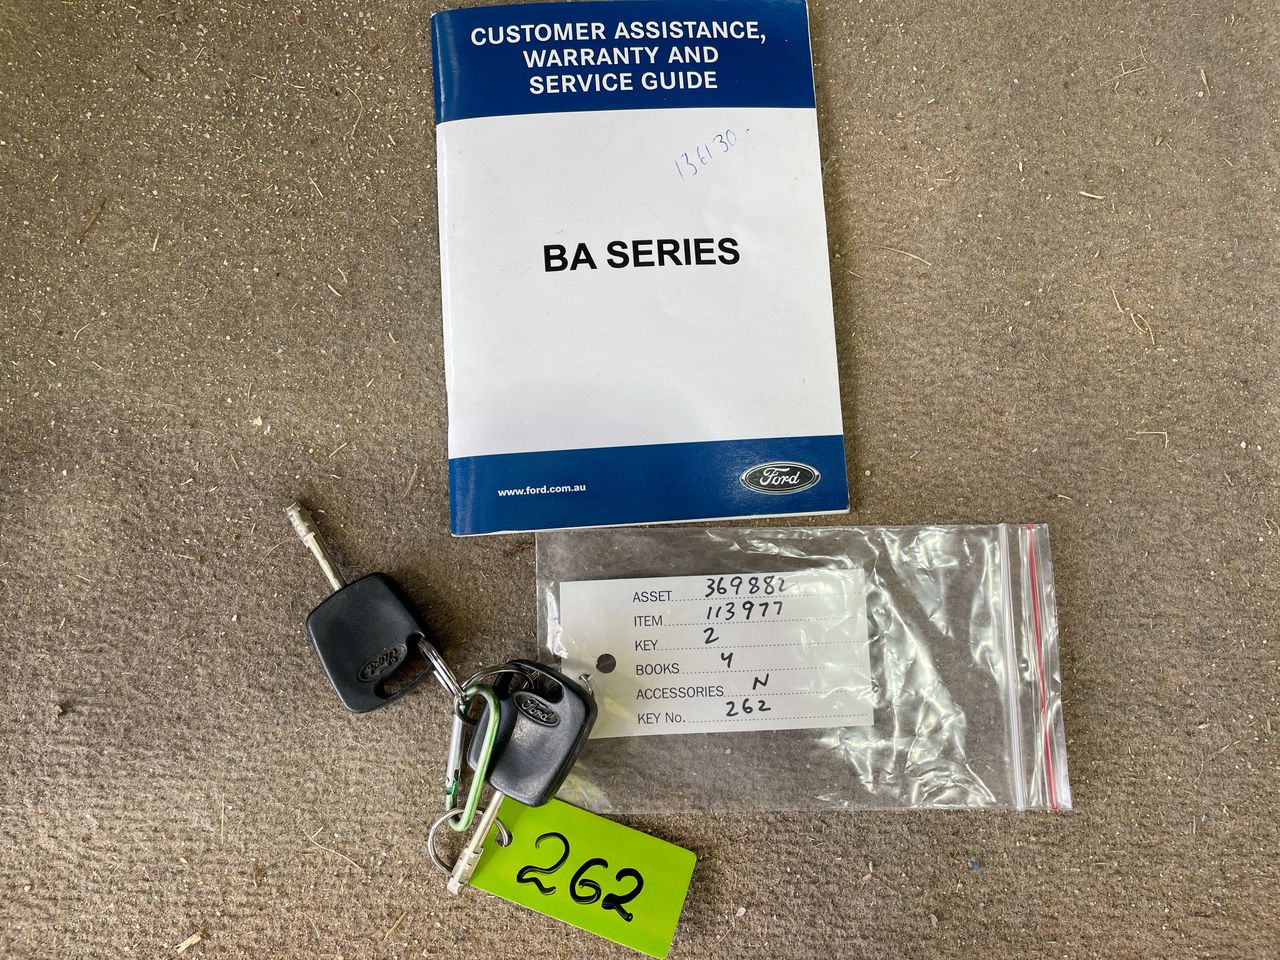 CUSTOMER ASSISTANCE,
WARRANTY AND
SERVICE GUIDE
136130
BA SERIES
www.ford.com.au
Ford
ASSET 369882
ITEM 113977
KEY 2
BOOKS 4
ACCESSORIES N
KEY No. 262
Ford
Ford
262